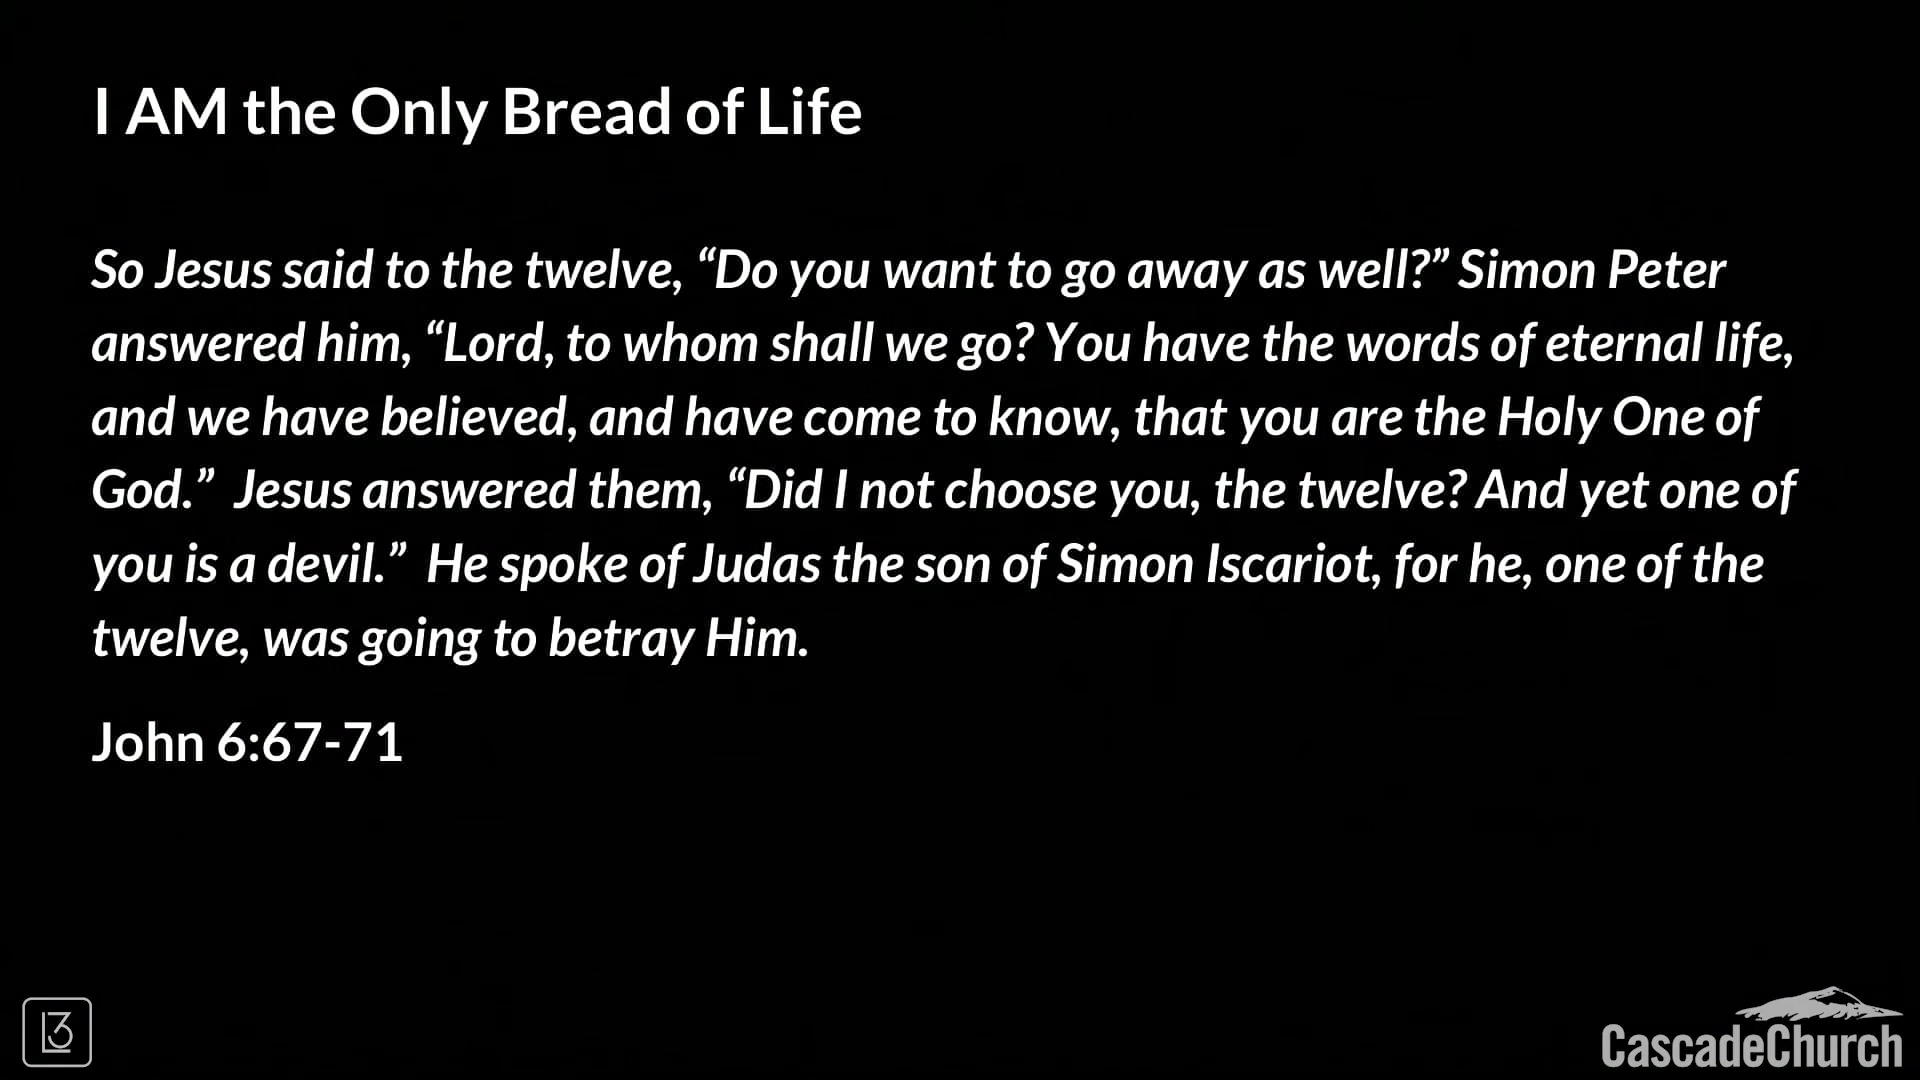 I AM the Only Bread of Life
So Jesus said to the twelve, “Do you want to go away as well?” Simon Peter
answered him, “Lord, to whom shall we go? You have the words of eternal life,
and we have believed, and have come to know, that you are the Holy One of
God.”  Jesus answered them, “Did I not choose you, the twelve? And yet one of
you is a devil.”  He spoke of Judas the son of Simon Iscariot, for he, one of the
twelve, was going to betray Him.
John 6:67-71
L3
CascadeChurch